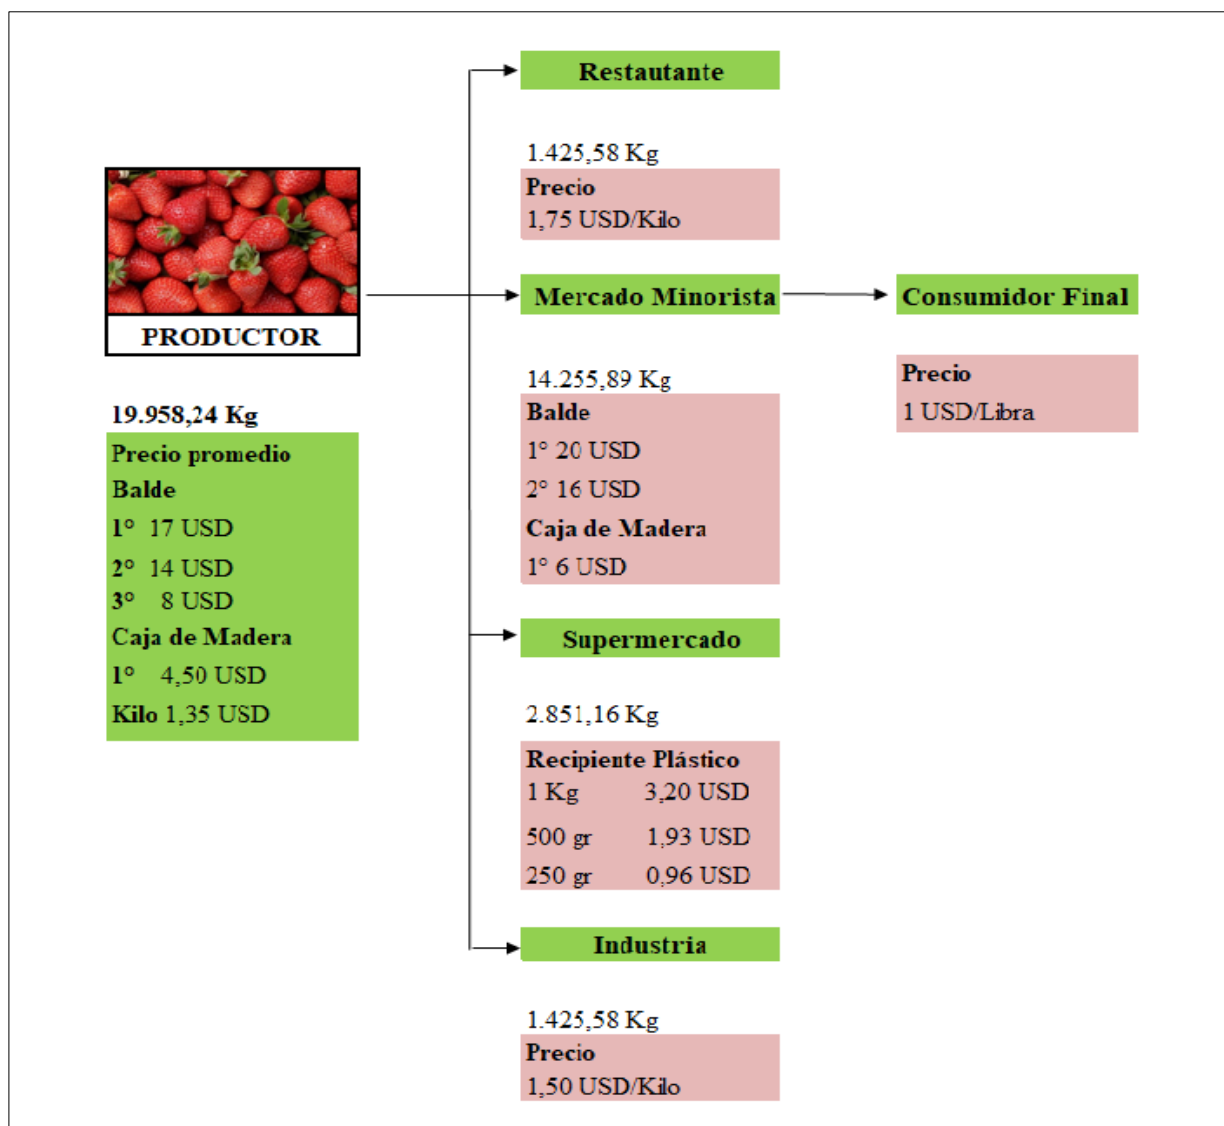 Restautante
1.425,58 Kg
Precio
1,75 USD/Kilo
PRODUCTOR
19.958,24 Kg
Precio promedio
Balde
1° 17 USD
2° 14 USD
3° 8 USD
Caja de Madera
1° 4,50 USD
Kilo 1,35 USD
Mercado Minorista
14.255,89 Kg
Balde
1° 20 USD
2° 16 USD
Caja de Madera
1° 6 USD
Consumidor Final
Precio
1 USD/Libra
Supermercado
2.851,16 Kg
Recipiente Plástico
1 Kg 3,20 USD
500 gr 1,93 USD
250 gr 0,96 USD
Industria
1.425,58 Kg
Precio
1,50 USD/Kilo